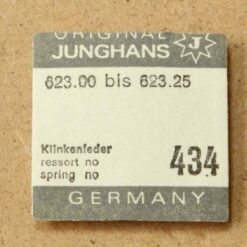 ORIGINAL
JUNGHANS J
623.00 bis 623.25
Klinkenfeder
ressort no
spring no 434
GERMANY